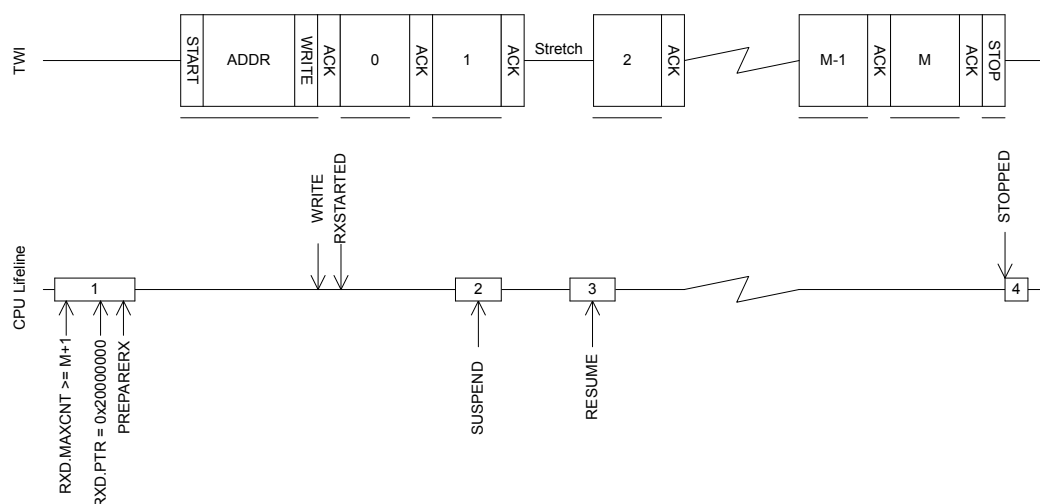 TWI
START
ADDR
WRITE
ACK
0
ACK
1
ACK
Stretch
2
ACK
M-1
ACK
M
ACK
STOP
CPU Lifeline
WRITE
RXSTARTED
STOPPED
1
2
3
4
RXD.MAXCNT >= M+1
RXD.PTR = 0x20000000
PREPARERX
SUSPEND
RESUME